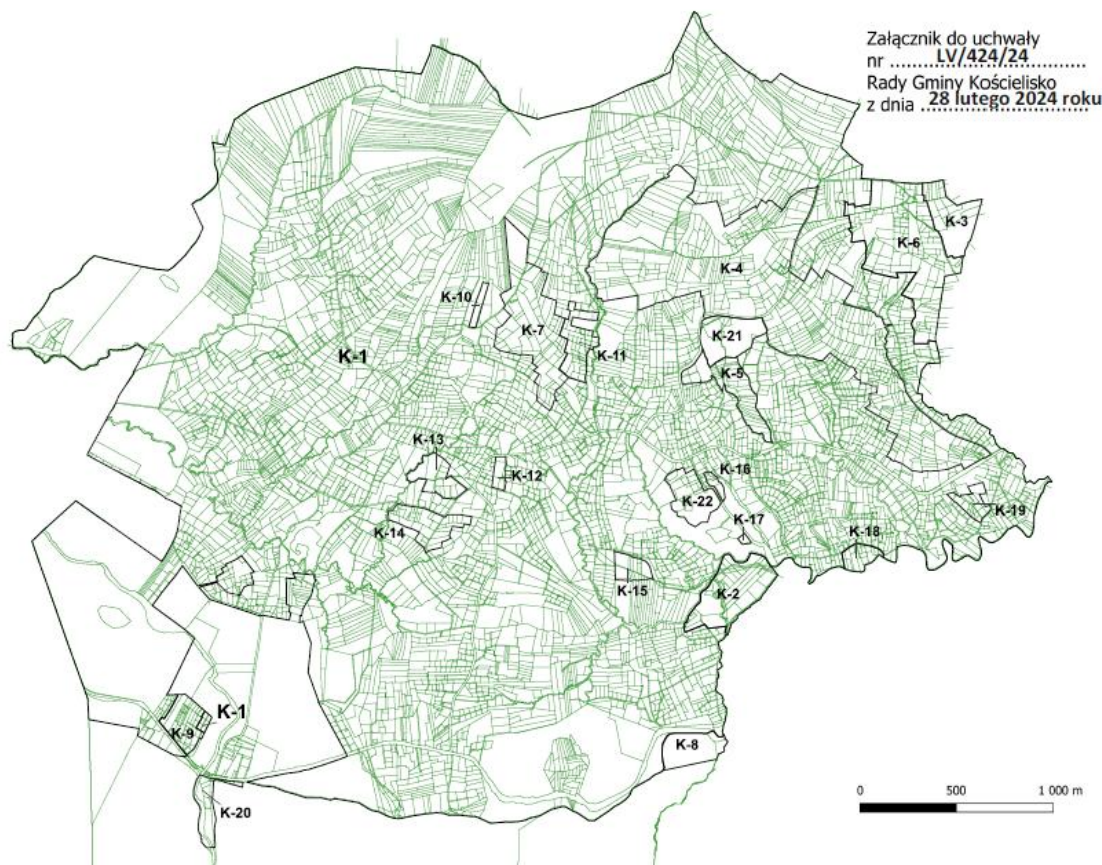 Załącznik do uchwały
nr ......LV/424/24......
Rady Gminy Kościelisko
z dnia ..28 lutego 2024 roku
K-3
K-6
K-4
K-10
K-7
K-21
K-1
K-11
K-5
K-13
K-12
K-16
K-22
K-19
K-14
K-17
K-18
K-15
K-2
K-1
K-9
K-8
K-20
0 500 1 000 m